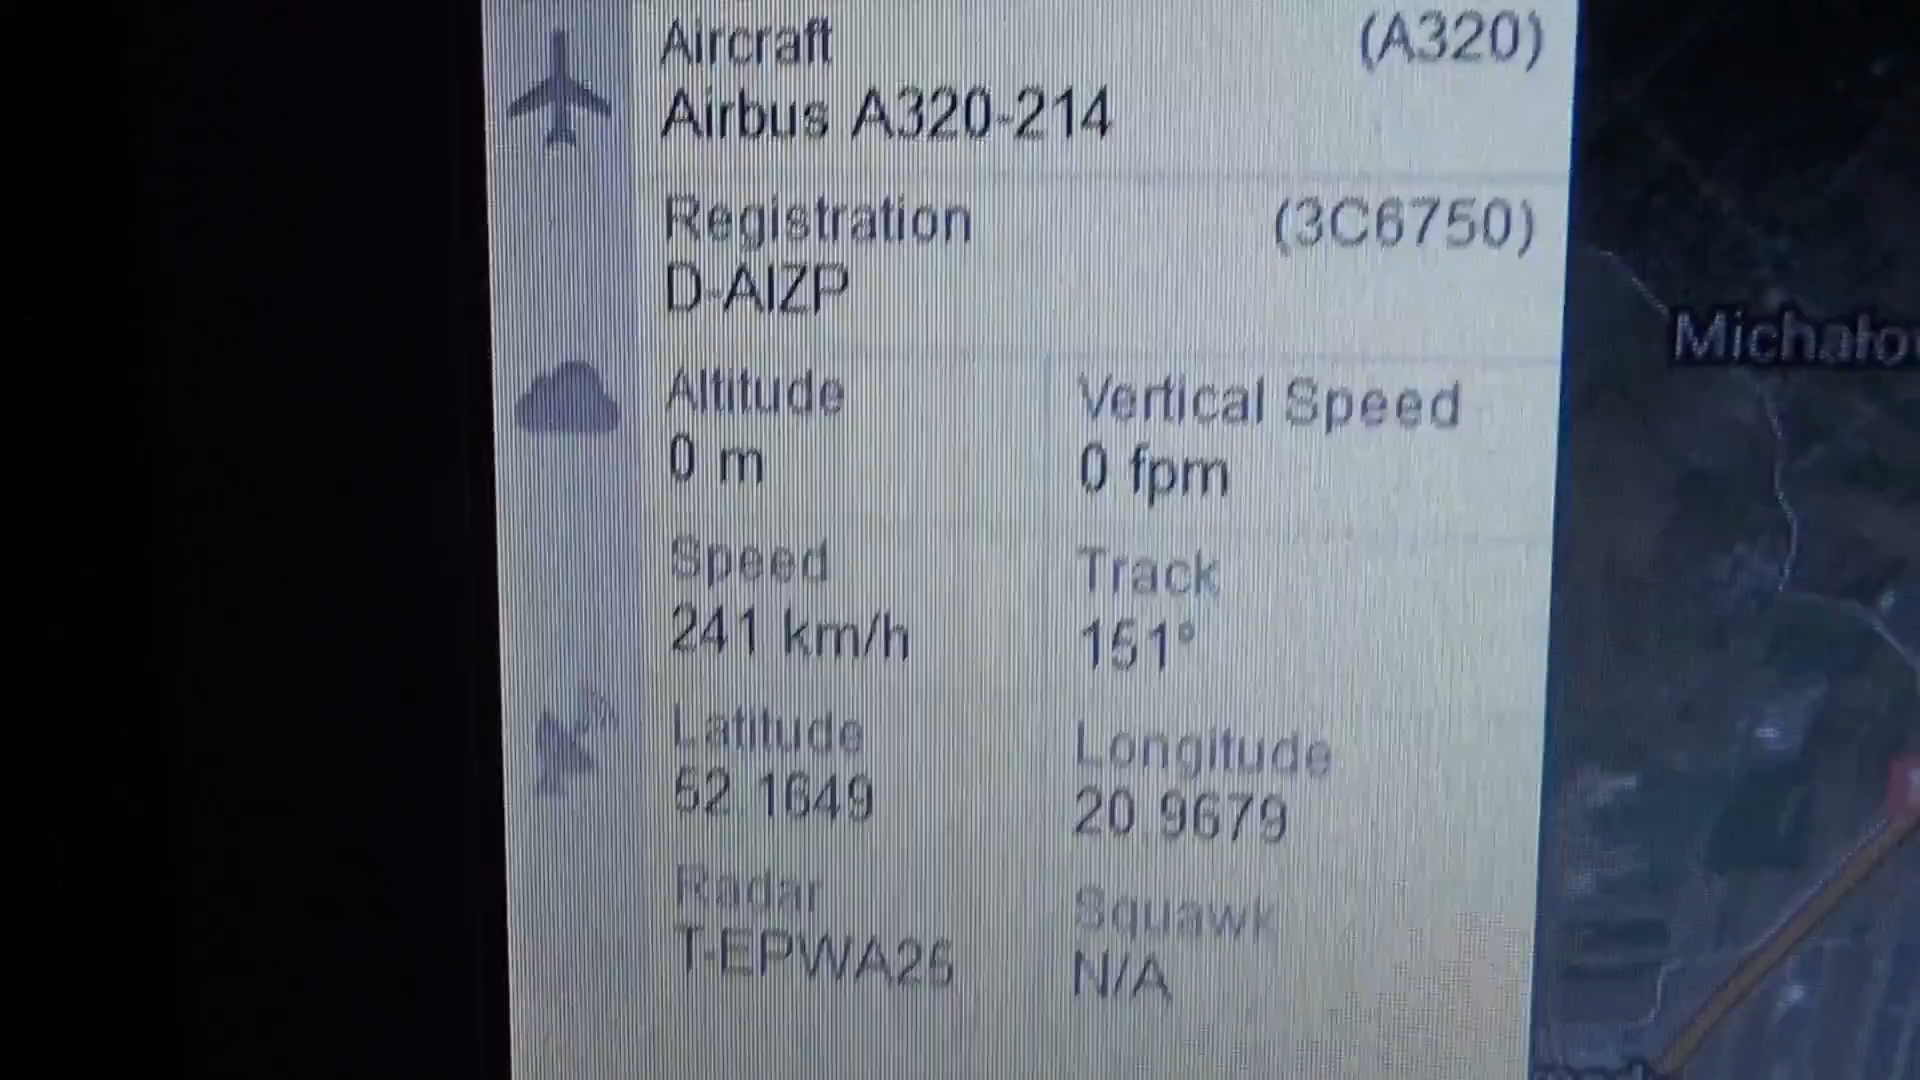 Aircraft (A320)
Airbus A320-214
Registration (3C6750)
D-AIZP
Altitude Vertical Speed
0 m 0 fpm
Speed Track
241 km/h 151°
Latitude Longitude
52.1649 20.9679
Radar Squawk
T-EPWA25 N/A